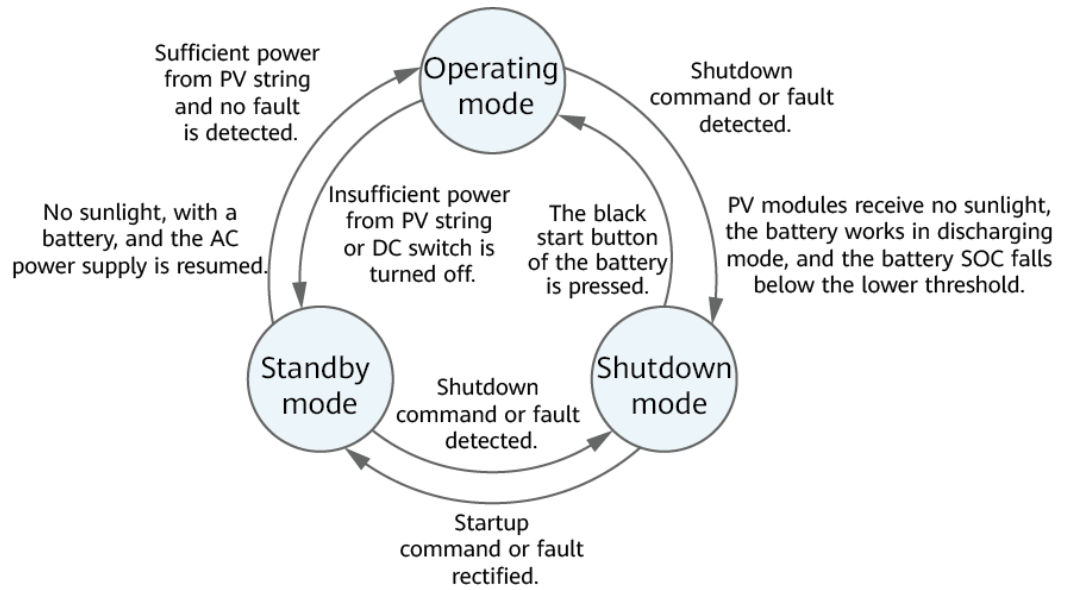 Operating
mode
Sufficient power
from PV string
and no fault
is detected.
Shutdown
command or fault
detected.
No sunlight, with a
battery, and the AC
power supply is resumed.
Insufficient power
from PV string
or DC switch is
turned off.
The black
start button
of the battery
is pressed.
PV modules receive no sunlight,
the battery works in discharging
mode, and the battery SOC falls
below the lower threshold.
Standby
mode
Shutdown
command or fault
detected.
Shutdown
mode
Startup
command or fault
rectified.